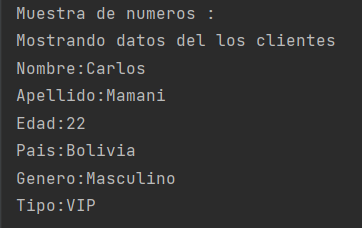 Muestra de numeros :
Mostrando datos del los clientes
Nombre:Carlos
Apellido:Mamani
Edad:22
Pais:Bolivia
Genero:Masculino
Tipo:VIP